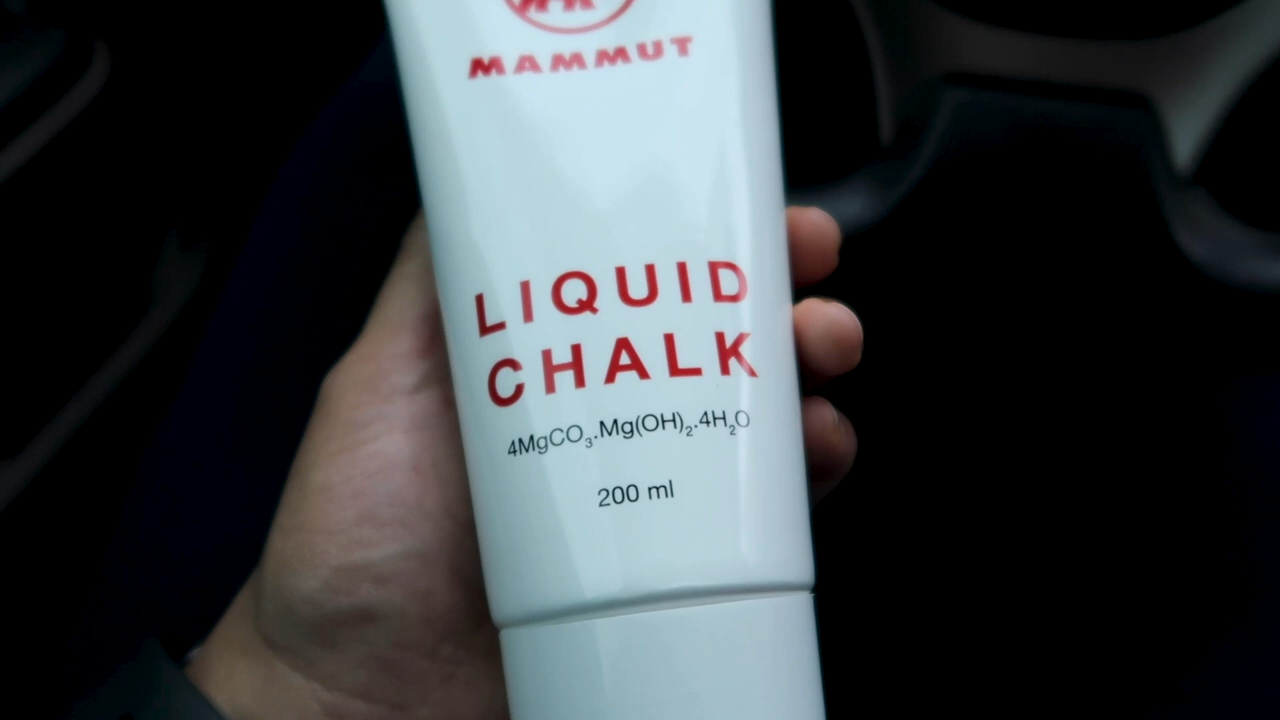 MAMMUT
LIQUID
CHALK
4MgCO₃.Mg(OH)₂.4H₂O
200 ml